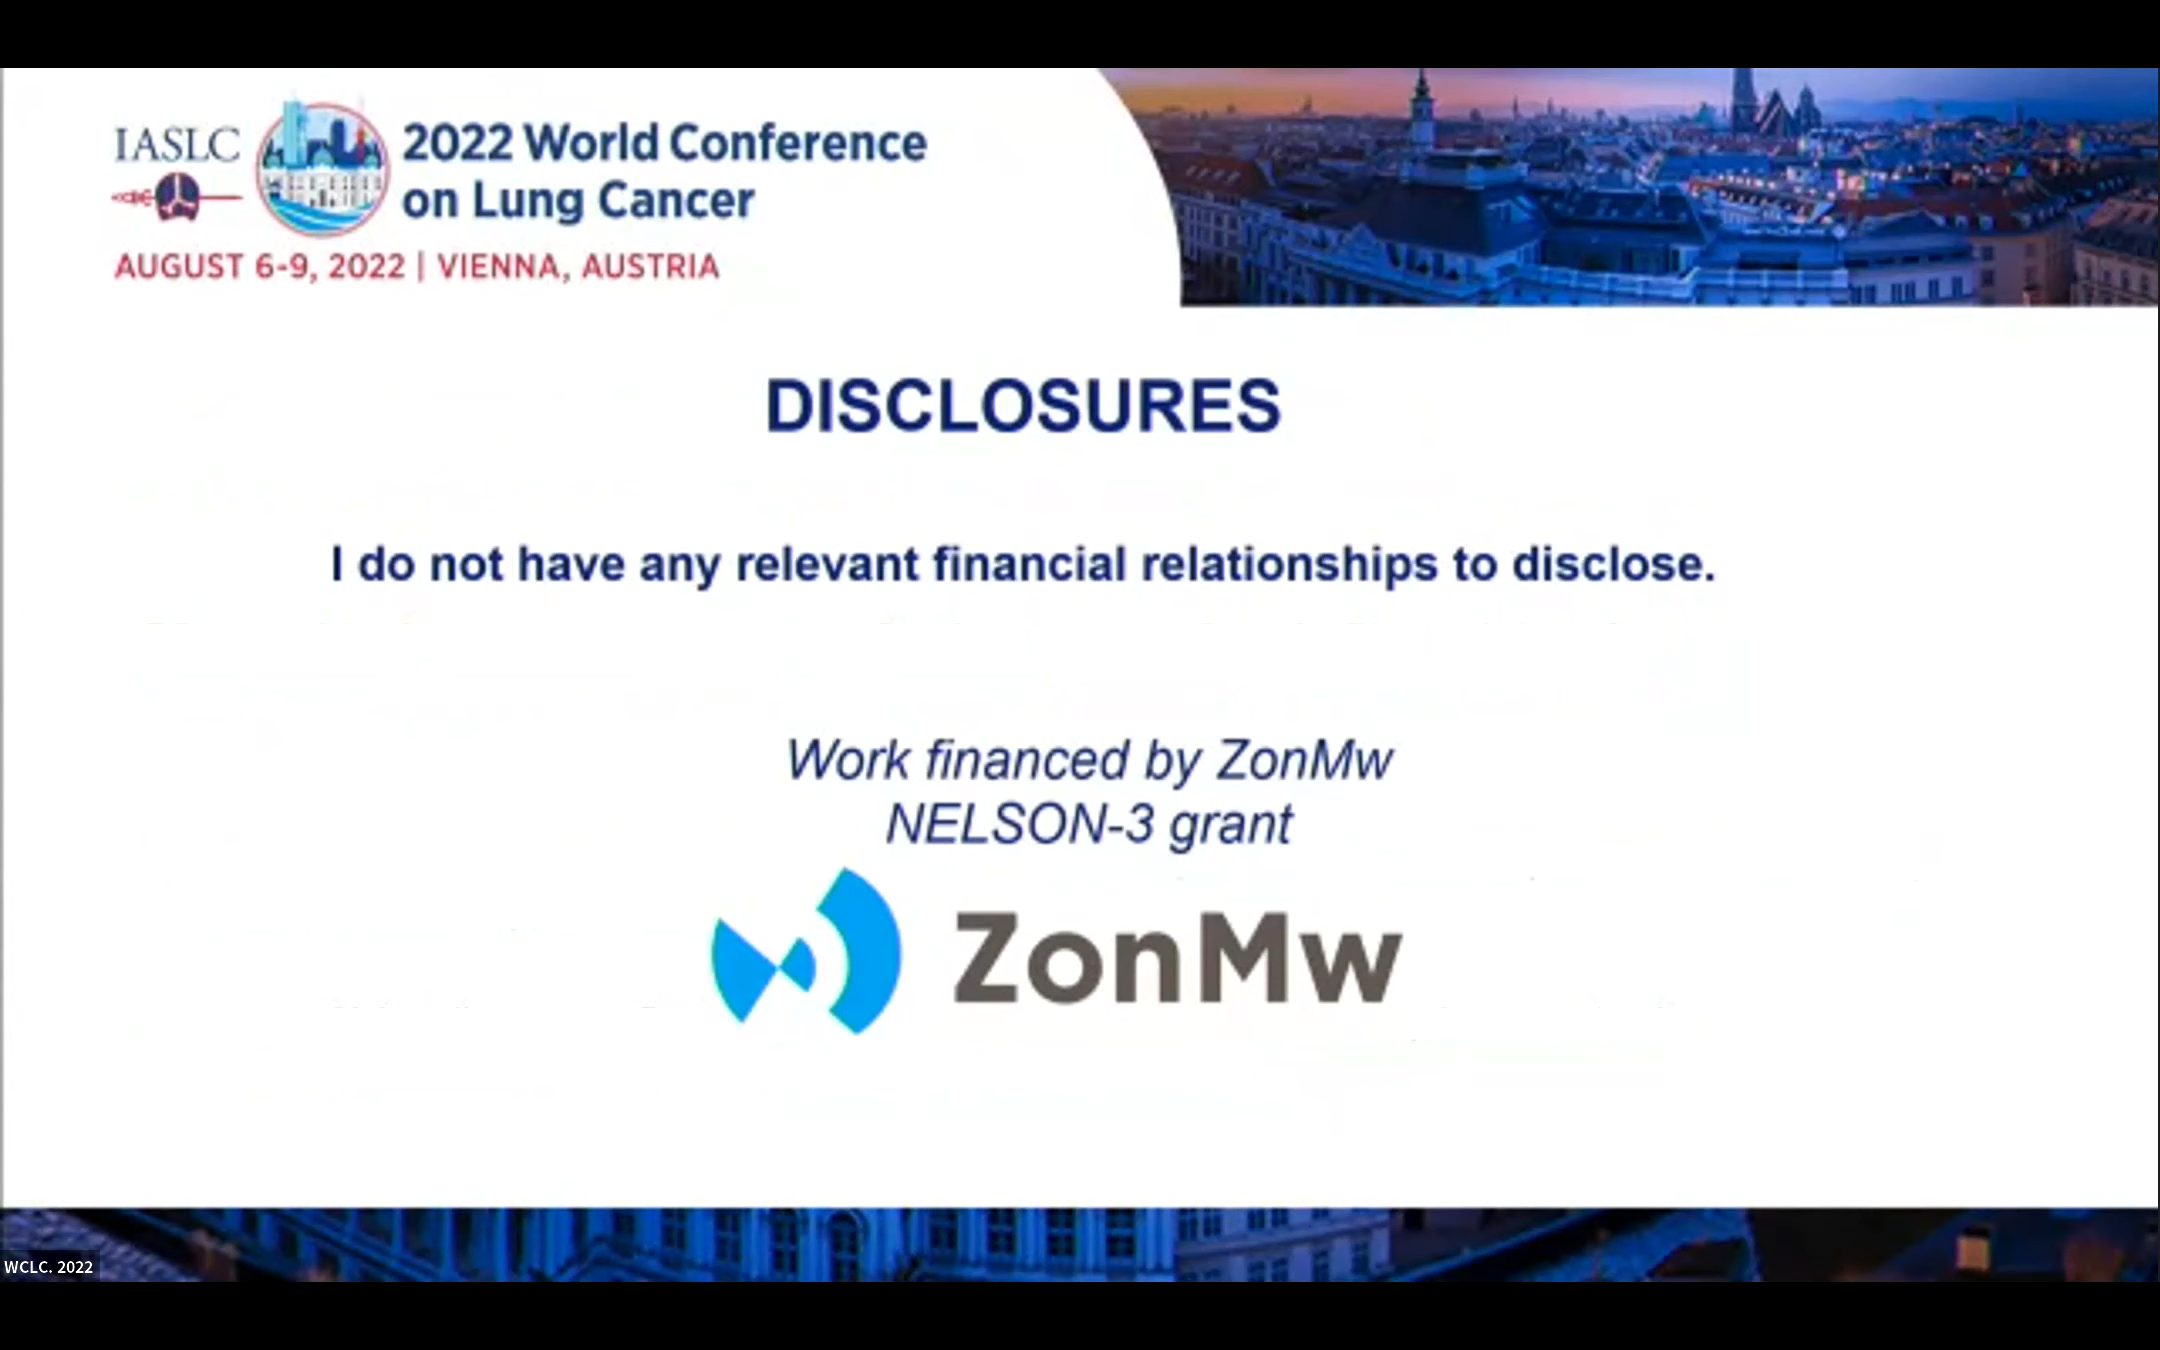 IASLC
2022 World Conference
on Lung Cancer
AUGUST 6-9, 2022 | VIENNA, AUSTRIA
DISCLOSURES
I do not have any relevant financial relationships to disclose.
Work financed by ZonMw
NELSON-3 grant
ZonMw
WCLC. 2022